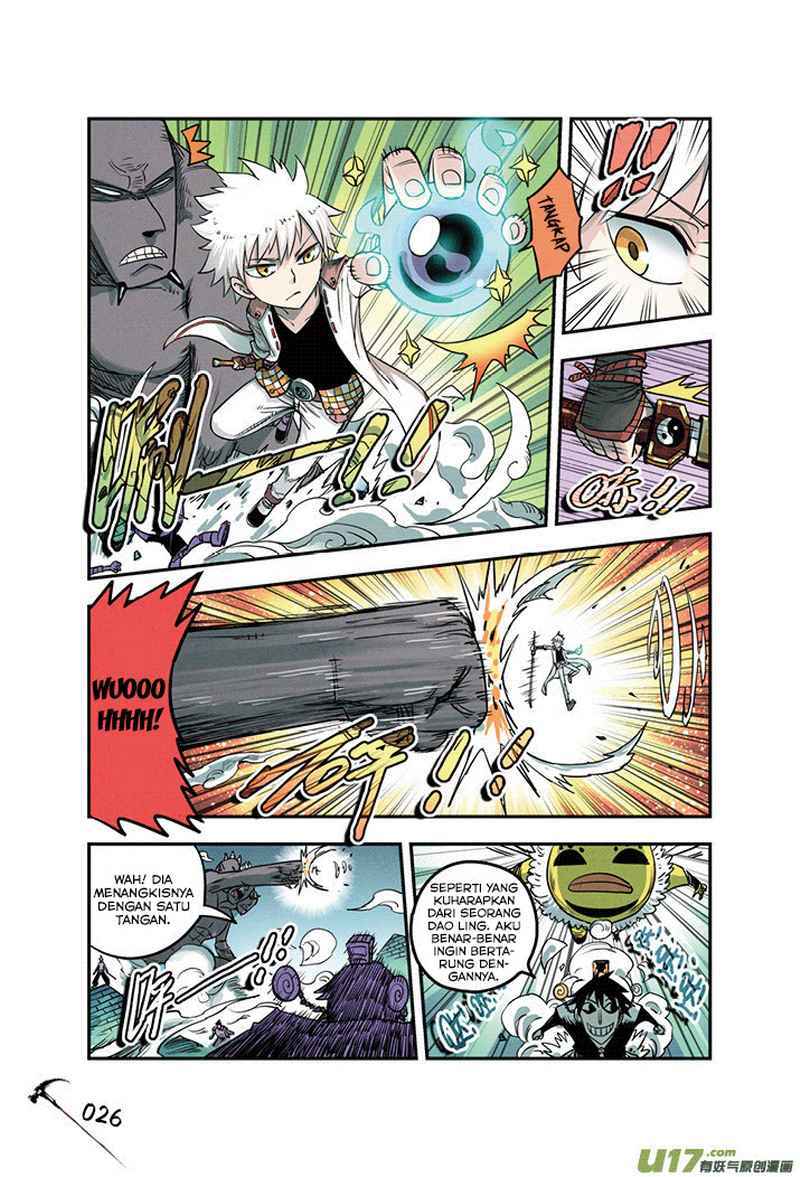 TANGKAP
!!
WUOOO
HHHH!
WAH! DIA
MENANGKISNYA
DENGAN SATU
TANGAN.
SEPERTI YANG
KUHARAPKAN
DARI SEORANG
DAO LING. AKU
BENAR-BENAR
INGIN BERTA-
RUNG DEN-
GANNYA.
026
U17.com
有妖气原创漫画